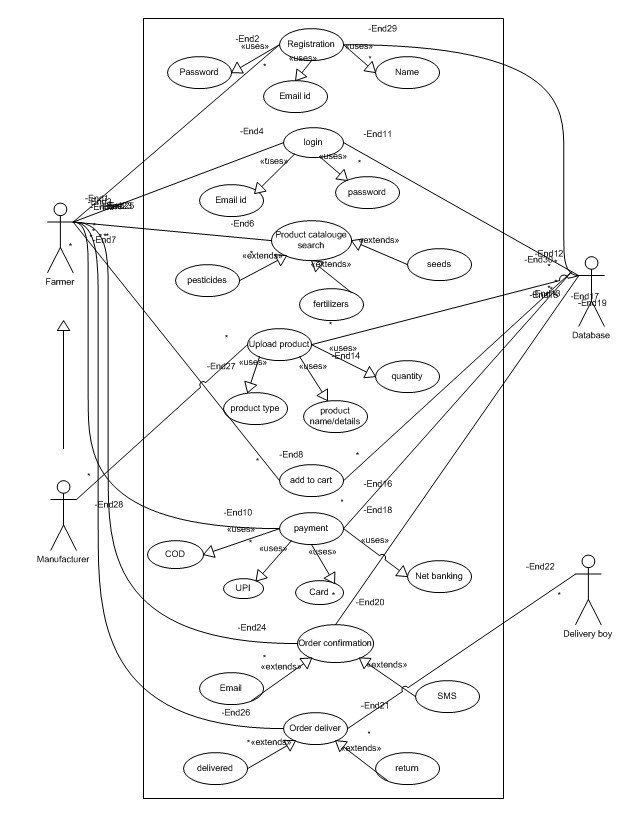 -End29
-End2
«uses»
Registration
«uses»
«uses»
Password
Name
Email id
-End4
login
-End11
«uses»
«uses»
password
Email id
-End6
-End7
Product catalouge
search
«extends»
«extends»
«extends»
pesticides
seeds
fertilizers
Farmer
-End12
-End17
-End19
Database
Upload product
«uses»
-End14
«uses»
«uses»
-End27
quantity
product type
product
name/details
-End8
add to cart
-End16
-End28
-End10
payment
-End18
«uses»
«uses»
«uses»
«uses»
Manufacturer
COD
UPI
Card
Net banking
-End22
-End20
-End24
Order confirmation
Delivery boy
«extends»
«extends»
Email
SMS
-End26
-End21
Order deliver
«extends»
«extends»
delivered
return